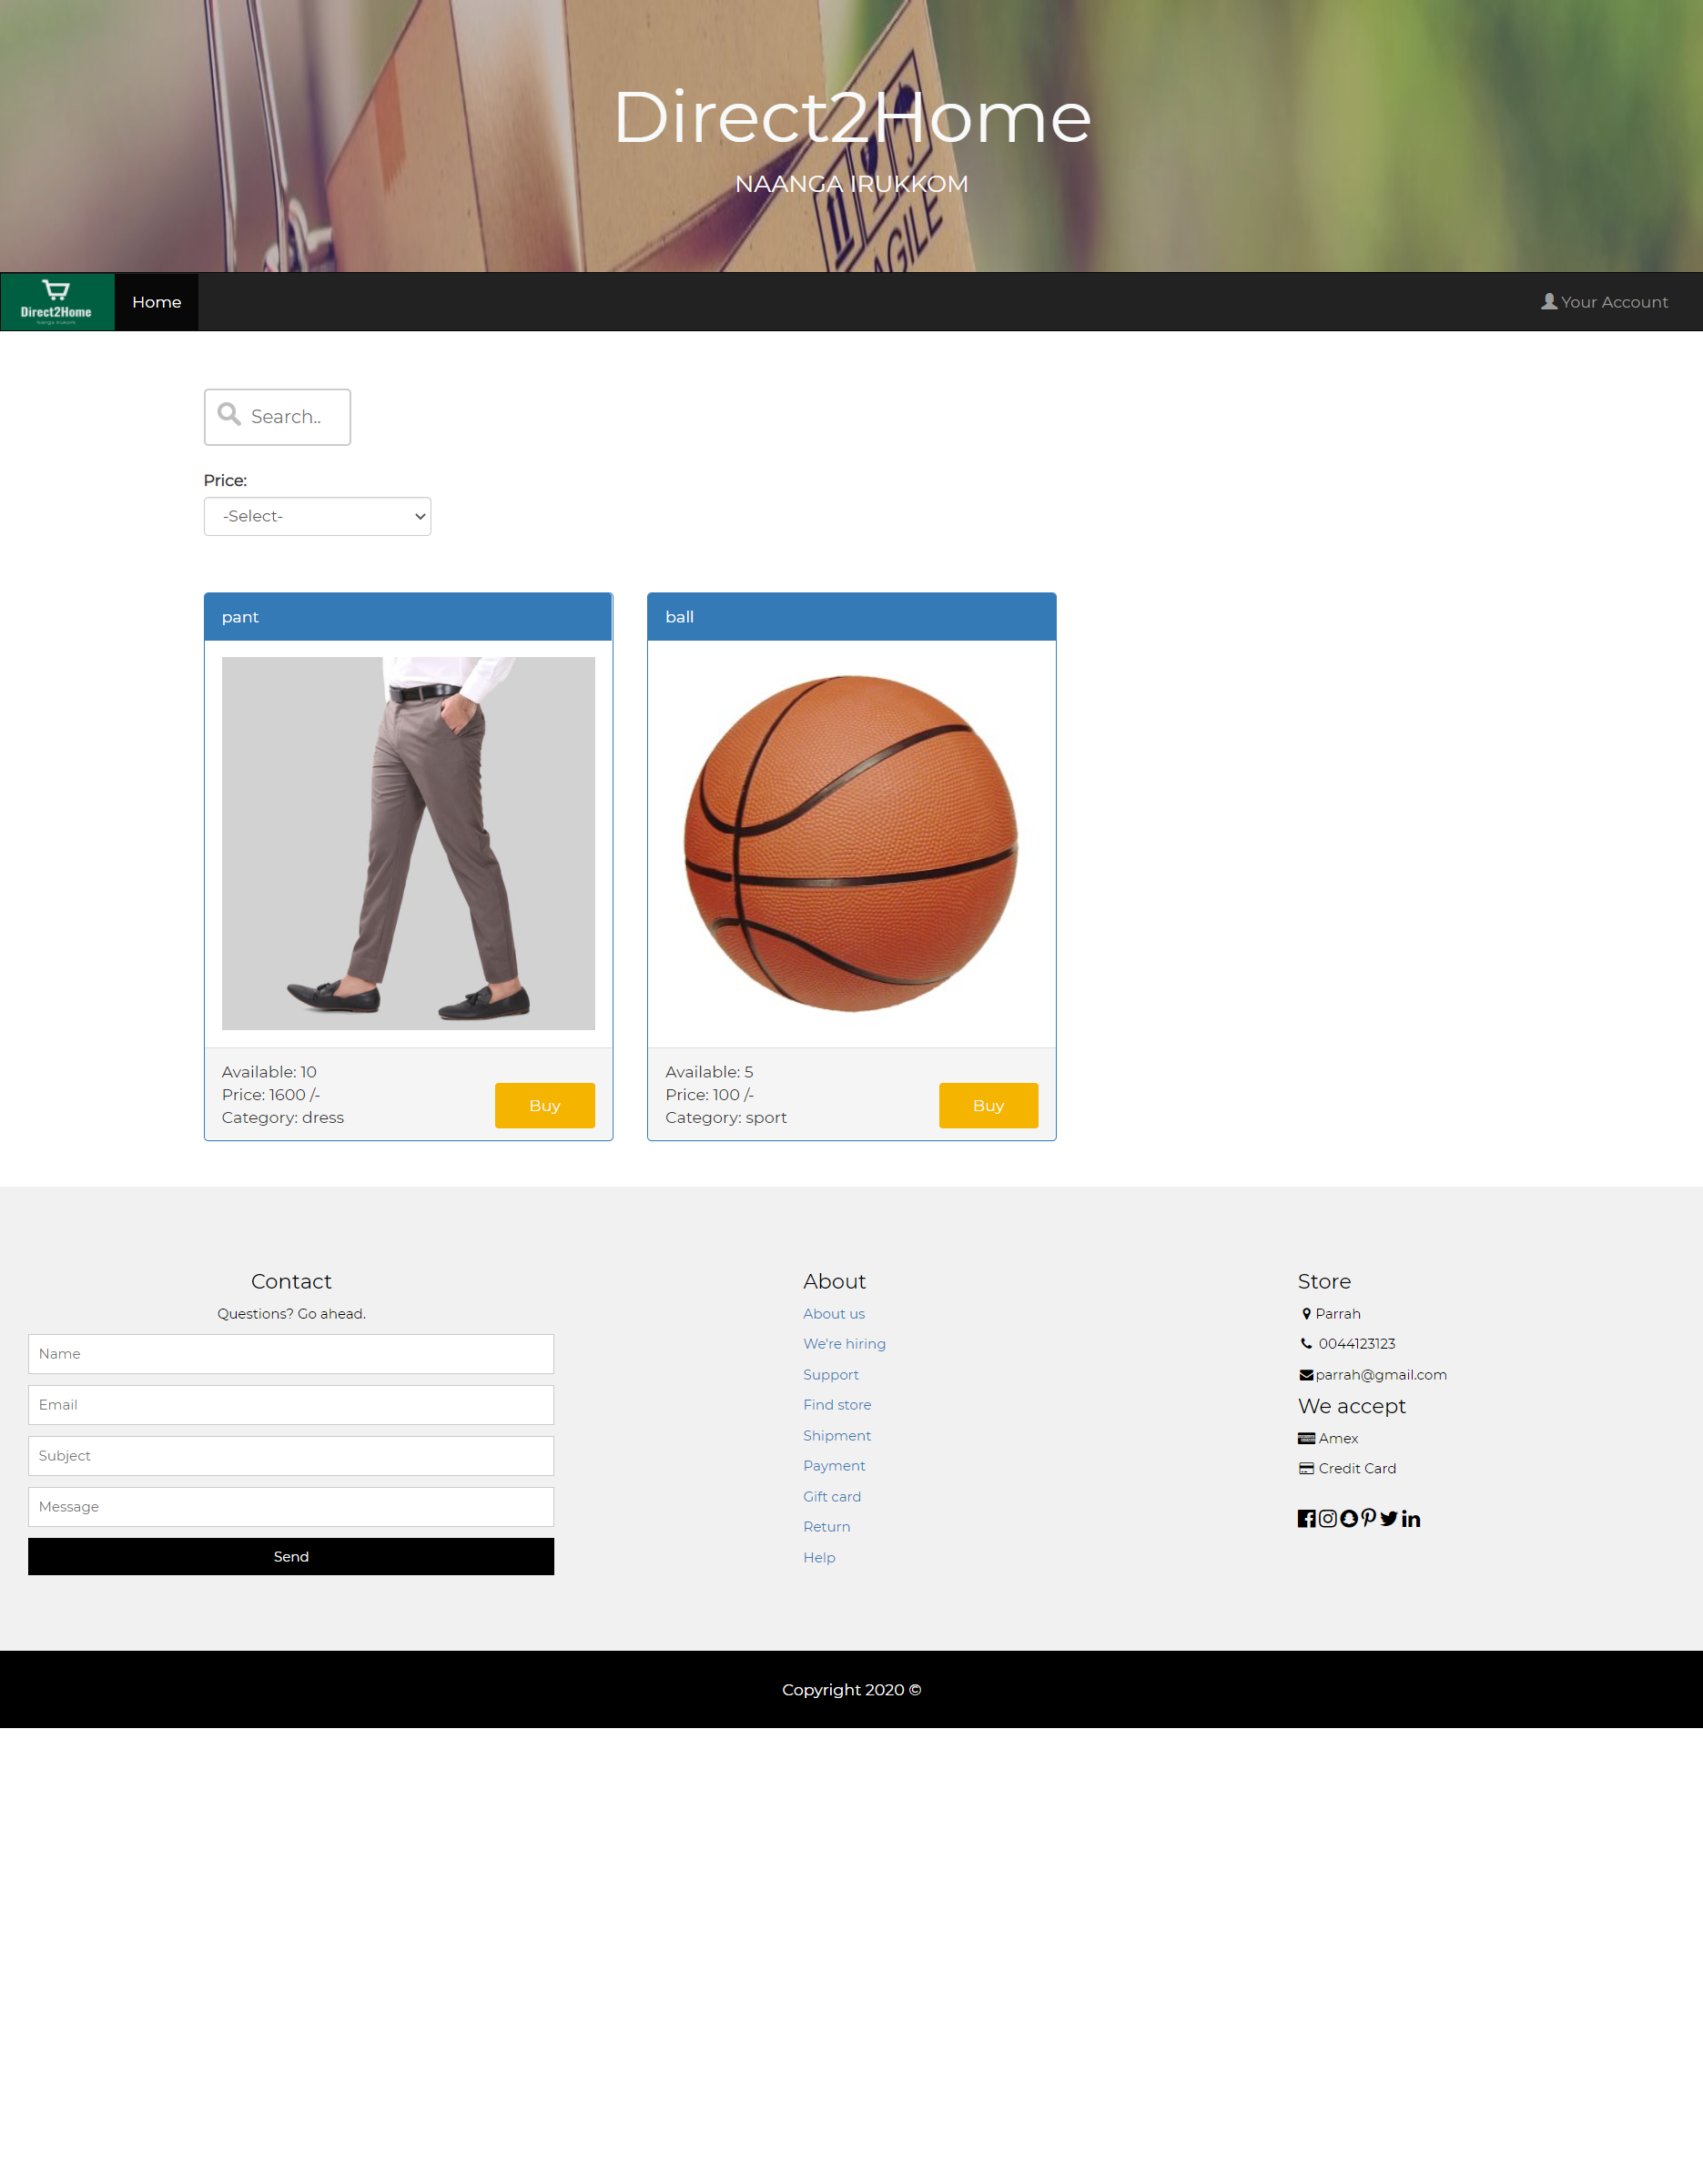 Direct2Home
NAANGA IRUKKOM
AGILE
Direct2Home
Naanga Irukom
Home
Your Account
Search..
Price:
-Select-
pant
ball
Available: 10
Price: 1600 /-
Category: dress
Buy
Available: 5
Price: 100 /-
Category: sport
Buy
Contact
Questions? Go ahead.
Name
Email
Subject
Message
Send
About
About us
We're hiring
Support
Find store
Shipment
Payment
Gift card
Return
Help
Store
Parrah
0044123123
parrah@gmail.com
We accept
Amex
Credit Card
Copyright 2020 ©